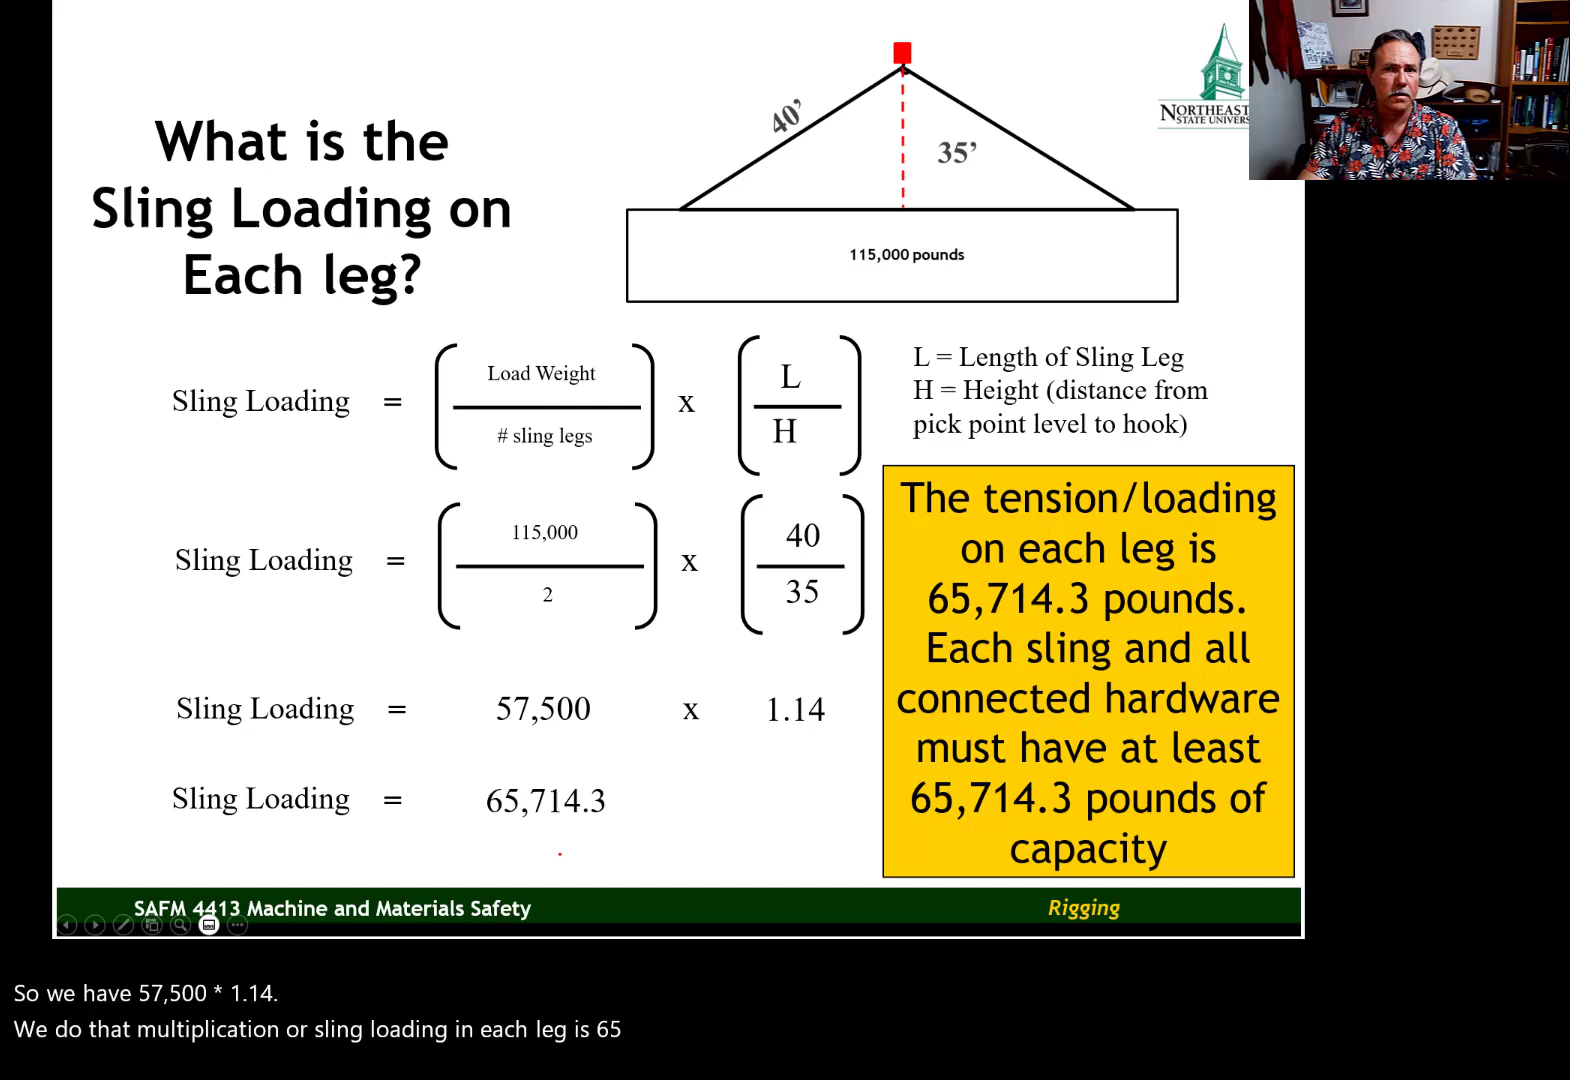 What is the
Sling Loading on
Each leg?
40’
35’
115,000 pounds
NORTHEAST
STATE UNIVERS
Sling Loading = Load Weight x L
# sling legs H
L = Length of Sling Leg
H = Height (distance from
pick point level to hook)
Sling Loading = 115,000 x 40
2 35
Sling Loading = 57,500 x 1.14
Sling Loading = 65,714.3
The tension/loading
on each leg is
65,714.3 pounds.
Each sling and all
connected hardware
must have at least
65,714.3 pounds of
capacity
SAFM 4413 Machine and Materials Safety
Rigging
So we have 57,500 * 1.14.
We do that multiplication or sling loading in each leg is 65